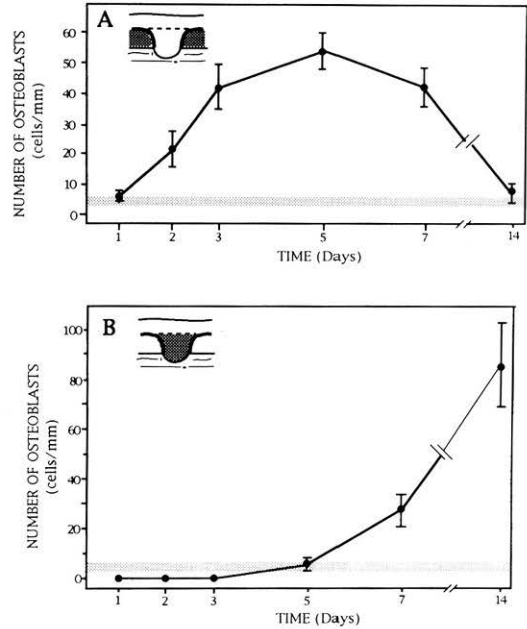 A
NUMBER OF OSTEOBLASTS
(cells/mm)
60
50
40
30
20
10
0
1 2 3 5 7 14
TIME (Days)
B
NUMBER OF OSTEOBLASTS
(cells/mm)
100
80
60
40
20
0
1 2 3 5 7 14
TIME (Days)